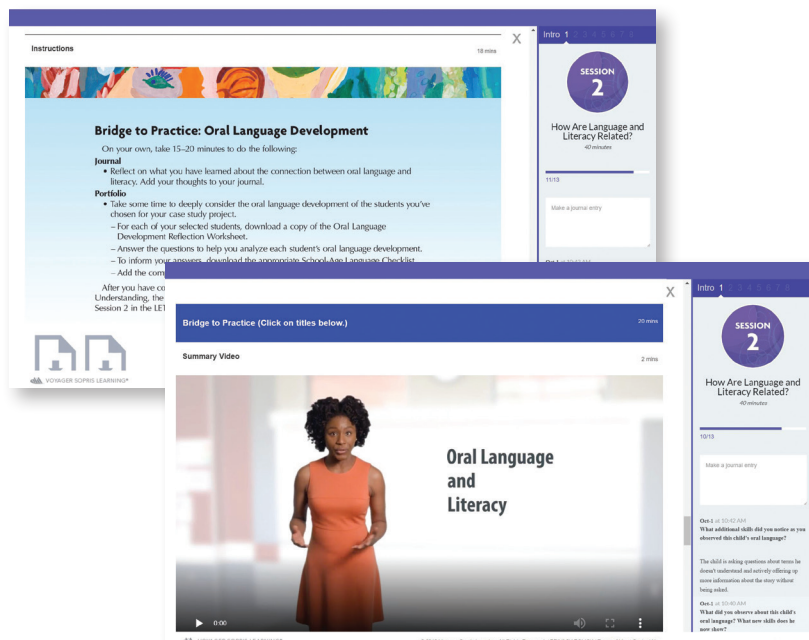 Instructions
18 mins
X
Bridge to Practice: Oral Language Development
On your own, take 15–20 minutes to do the following:
Journal
• Reflect on what you have learned about the connection between oral language and
literacy. Add your thoughts to your journal.
Portfolio
• Take some time to deeply consider the oral language development of the students you've
chosen for your case study project.
– For each of your selected students, download a copy of the Oral Language
Development Reflection Worksheet.
– Answer the questions to help you analyze each student's oral language development.
– To inform your answers, download the appropriate School-Age Language Checklist
– Add the com
After you have co
Understanding, the
Session 2 in the LET
VOYAGER SOPRIS LEARNING®
Intro 1 2 3 4 5 6 7 8
SESSION
2
How Are Language and
Literacy Related?
40 minutes
11/13
Make a journal entry
X
Bridge to Practice (Click on titles below.)
20 mins
Summary Video
2 mins
Oral Language
and
Literacy
0:00
Intro 1 2 3 4 5 6 7 8
SESSION
2
How Are Language and
Literacy Related?
40 minutes
10/13
Make a journal entry
Oct-1 at 10:42 AM
What additional skills did you notice as you
observed this child's oral language?
The child is asking questions about terms he
doesn't understand and actively offering up
more information about the story without
being asked.
Oct-1 at 10:40 AM
What did you observe about this child's
oral language? What new skills does he
now show?